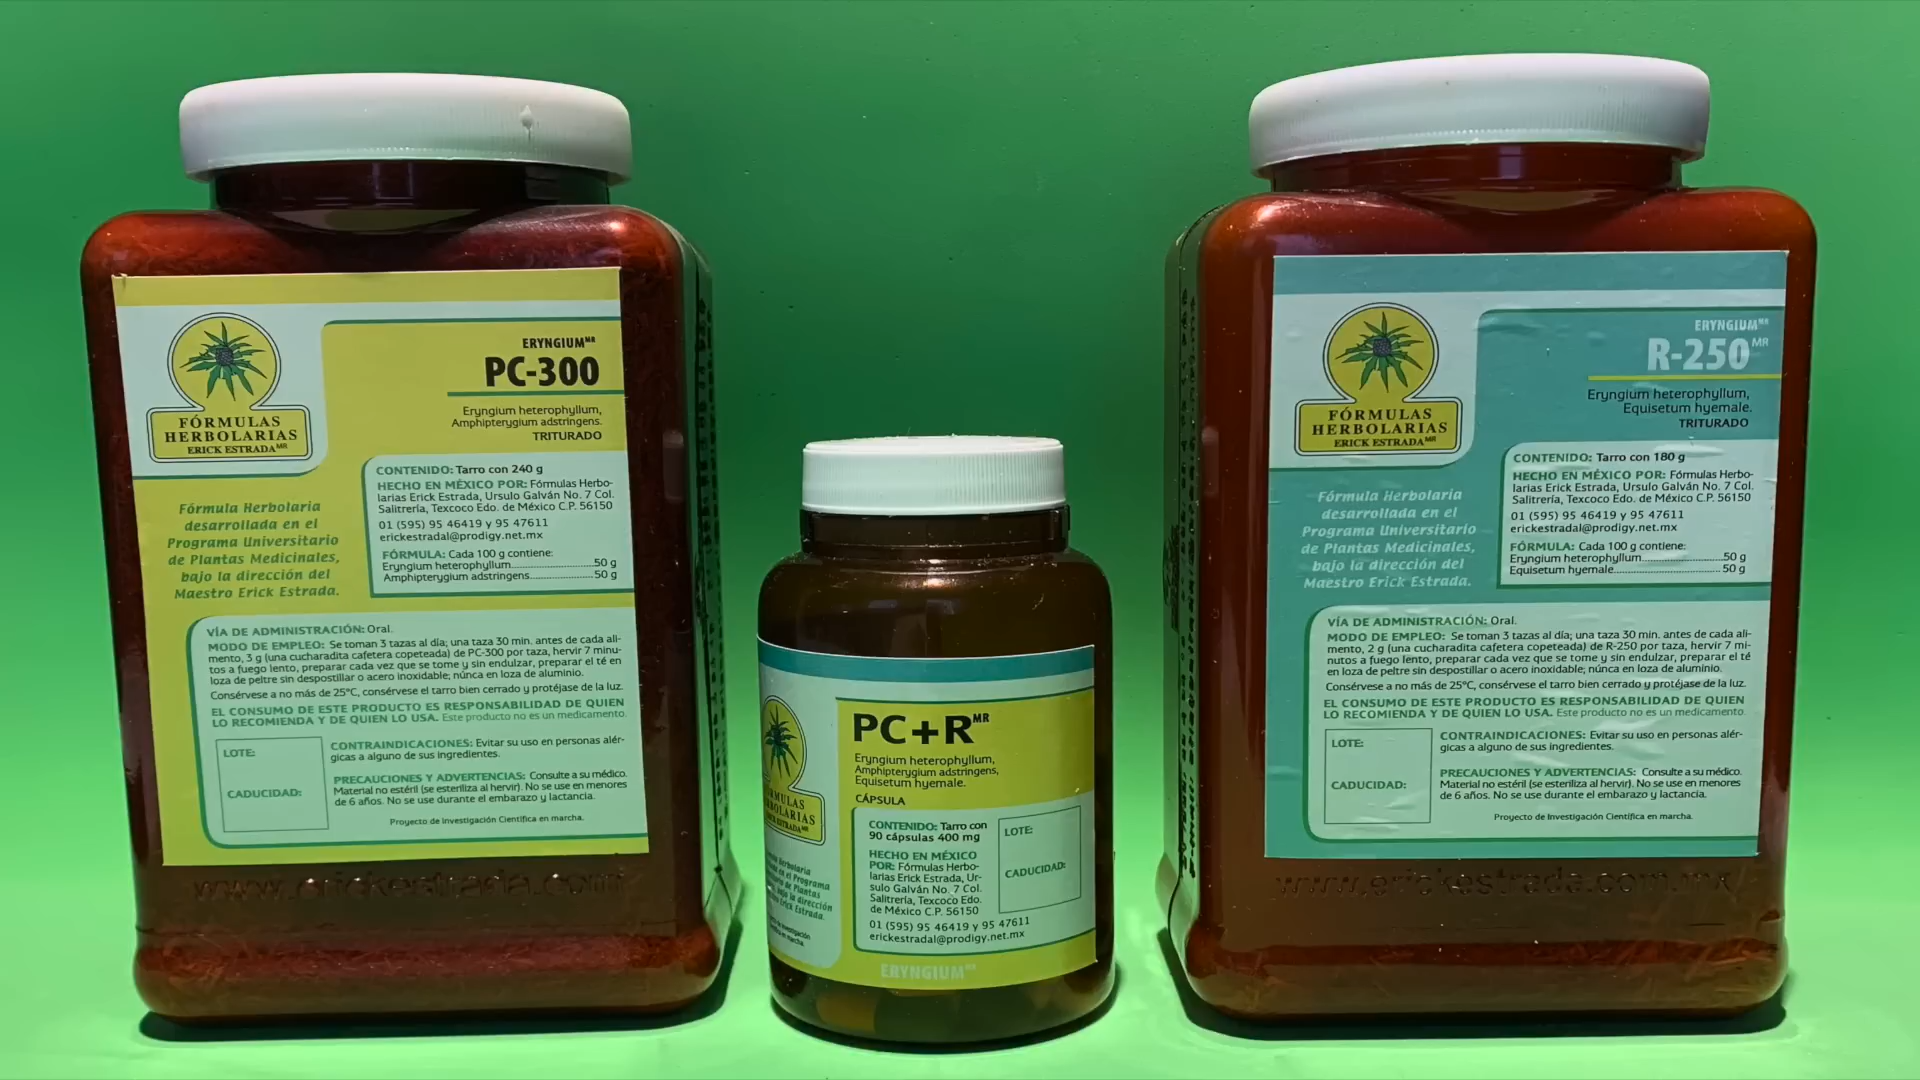 ERYNGIUM MR
PC-300
FÓRMULAS
HERBOLARIAS
ERICK ESTRADA MR
Eryngium heterophyllum,
Amphipterygium adstringens.
TRITURADO
Fórmula Herbolaria
desarrollada en el
Programa Universitario
de Plantas Medicinales,
bajo la dirección del
Maestro Erick Estrada.
CONTENIDO: Tarro con 240 g
HECHO EN MÉXICO POR: Fórmulas Herbo-
larias Erick Estrada, Ursulo Galván No. 7 Col.
Salitrería, Texcoco Edo. de México C.P. 56150
01 (595) 95 46419 y 95 47611
erickestradal@prodigy.net.mx
FÓRMULA: Cada 100 g contiene:
Eryngium heterophyllum....................50 g
Amphipterygium adstringens...............50 g
VÍA DE ADMINISTRACIÓN: Oral.
MODO DE EMPLEO: Se toman 3 tazas al día; una taza 30 min. antes de cada ali-
mento, 3 g (una cucharadita cafetera copeteada) de PC-300 por taza, hervir 7 minu-
tos a fuego lento, preparar cada vez que se tome y sin endulzar, preparar el té en
loza de peltre sin despostillar o acero inoxidable; núnca en loza de aluminio.
Consérvese a no más de 25°C, consérvese el tarro bien cerrado y protéjase de la luz.
EL CONSUMO DE ESTE PRODUCTO ES RESPONSABILIDAD DE QUIEN
LO RECOMIENDA Y DE QUIEN LO USA. Este producto no es un medicamento.
LOTE:
CADUCIDAD:
CONTRAINDICACIONES: Evitar su uso en personas alér-
gicas a alguno de sus ingredientes.
PRECAUCIONES Y ADVERTENCIAS: Consulte a su médico.
Material no estéril (se esteriliza al hervir). No se use en menores
de 6 años. No se use durante el embarazo y lactancia.
Proyecto de Investigación Científica en marcha.
www.erickestrada.com
PC+R MR
Eryngium heterophyllum,
Amphipterygium adstringens,
Equisetum hyemale.
CÁPSULA
RMULAS
BOLARIAS
ESTRADA MR
Herbolaria
en el Programa
de Plantas
la dirección
Erick Estrada.
Investigación
en marcha.
CONTENIDO: Tarro con
90 cápsulas 400 mg
HECHO EN MÉXICO
POR: Fórmulas Herbo-
larias Erick Estrada, Ur-
sulo Galván No. 7 Col.
Salitrería, Texcoco Edo.
de México C.P. 56150
01 (595) 95 46419 y 95 47611
erickestradal@prodigy.net.mx
LOTE:
CADUCIDAD:
ERYNGIUM MR
ERYNGIUM MR
R-250 MR
FÓRMULAS
HERBOLARIAS
ERICK ESTRADA MR
Eryngium heterophyllum,
Equisetum hyemale.
TRITURADO
Fórmula Herbolaria
desarrollada en el
Programa Universitario
de Plantas Medicinales,
bajo la dirección del
Maestro Erick Estrada.
CONTENIDO: Tarro con 180 g
HECHO EN MÉXICO POR: Fórmulas Herbo-
larias Erick Estrada, Ursulo Galván No. 7 Col.
Salitrería, Texcoco Edo. de México C.P. 56150
01 (595) 95 46419 y 95 47611
erickestradal@prodigy.net.mx
FÓRMULA: Cada 100 g contiene:
Eryngium heterophyllum....................50 g
Equisetum hyemale...........................50 g
VÍA DE ADMINISTRACIÓN: Oral.
MODO DE EMPLEO: Se toman 3 tazas al día; una taza 30 min. antes de cada ali-
mento, 2 g (una cucharadita cafetera copeteada) de R-250 por taza, hervir 7 mi-
nutos a fuego lento, preparar cada vez que se tome y sin endulzar, preparar el té
en loza de peltre sin despostillar o acero inoxidable; núnca en loza de aluminio.
Consérvese a no más de 25°C, consérvese el tarro bien cerrado y protéjase de la luz.
EL CONSUMO DE ESTE PRODUCTO ES RESPONSABILIDAD DE QUIEN
LO RECOMIENDA Y DE QUIEN LO USA. Este producto no es un medicamento.
LOTE:
CADUCIDAD:
CONTRAINDICACIONES: Evitar su uso en personas alér-
gicas a alguno de sus ingredientes.
PRECAUCIONES Y ADVERTENCIAS: Consulte a su médico.
Material no estéril (se esteriliza al hervir). No se use en menores
de 6 años. No se use durante el embarazo y lactancia.
Proyecto de Investigación Científica en marcha.
www.erickestrada.com.mx